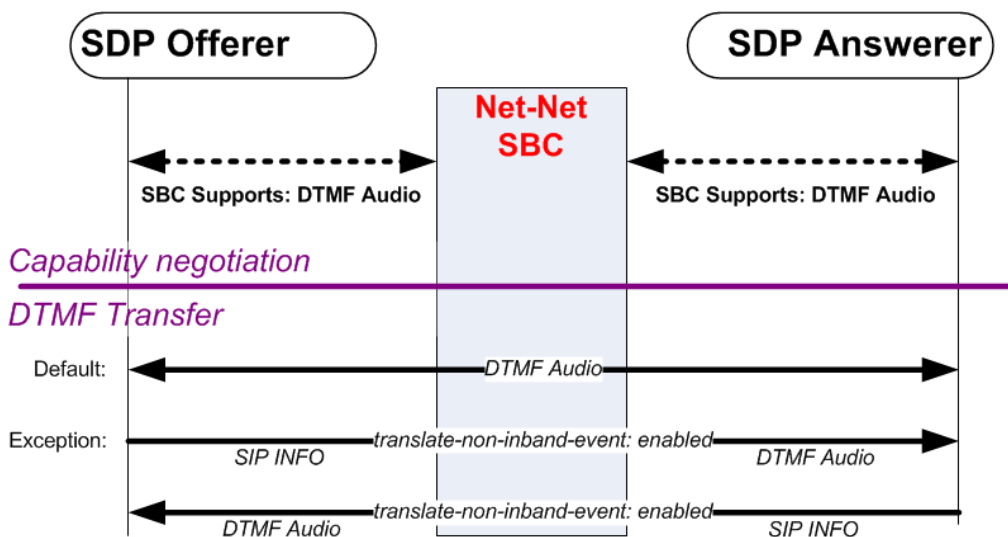 SDP Offerer
SDP Answerer
Net-Net
SBC
SBC Supports: DTMF Audio
SBC Supports: DTMF Audio
Capability negotiation
DTMF Transfer
Default:
DTMF Audio
Exception:
translate-non-inband-event: enabled
SIP INFO
DTMF Audio
translate-non-inband-event: enabled
DTMF Audio
SIP INFO